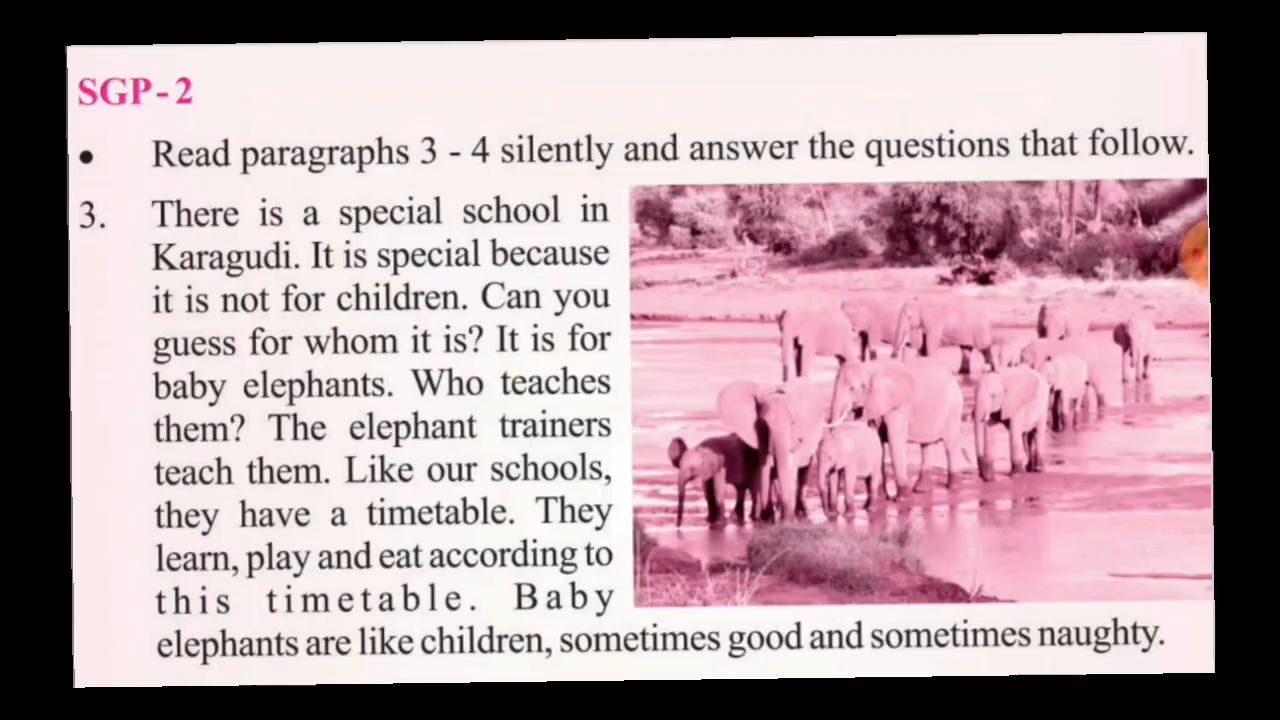 SGP-2
• Read paragraphs 3 - 4 silently and answer the questions that follow.
3. There is a special school in
Karagudi. It is special because
it is not for children. Can you
guess for whom it is? It is for
baby elephants. Who teaches
them? The elephant trainers
teach them. Like our schools,
they have a timetable. They
learn, play and eat according to
this timetable. Baby
elephants are like children, sometimes good and sometimes naughty.